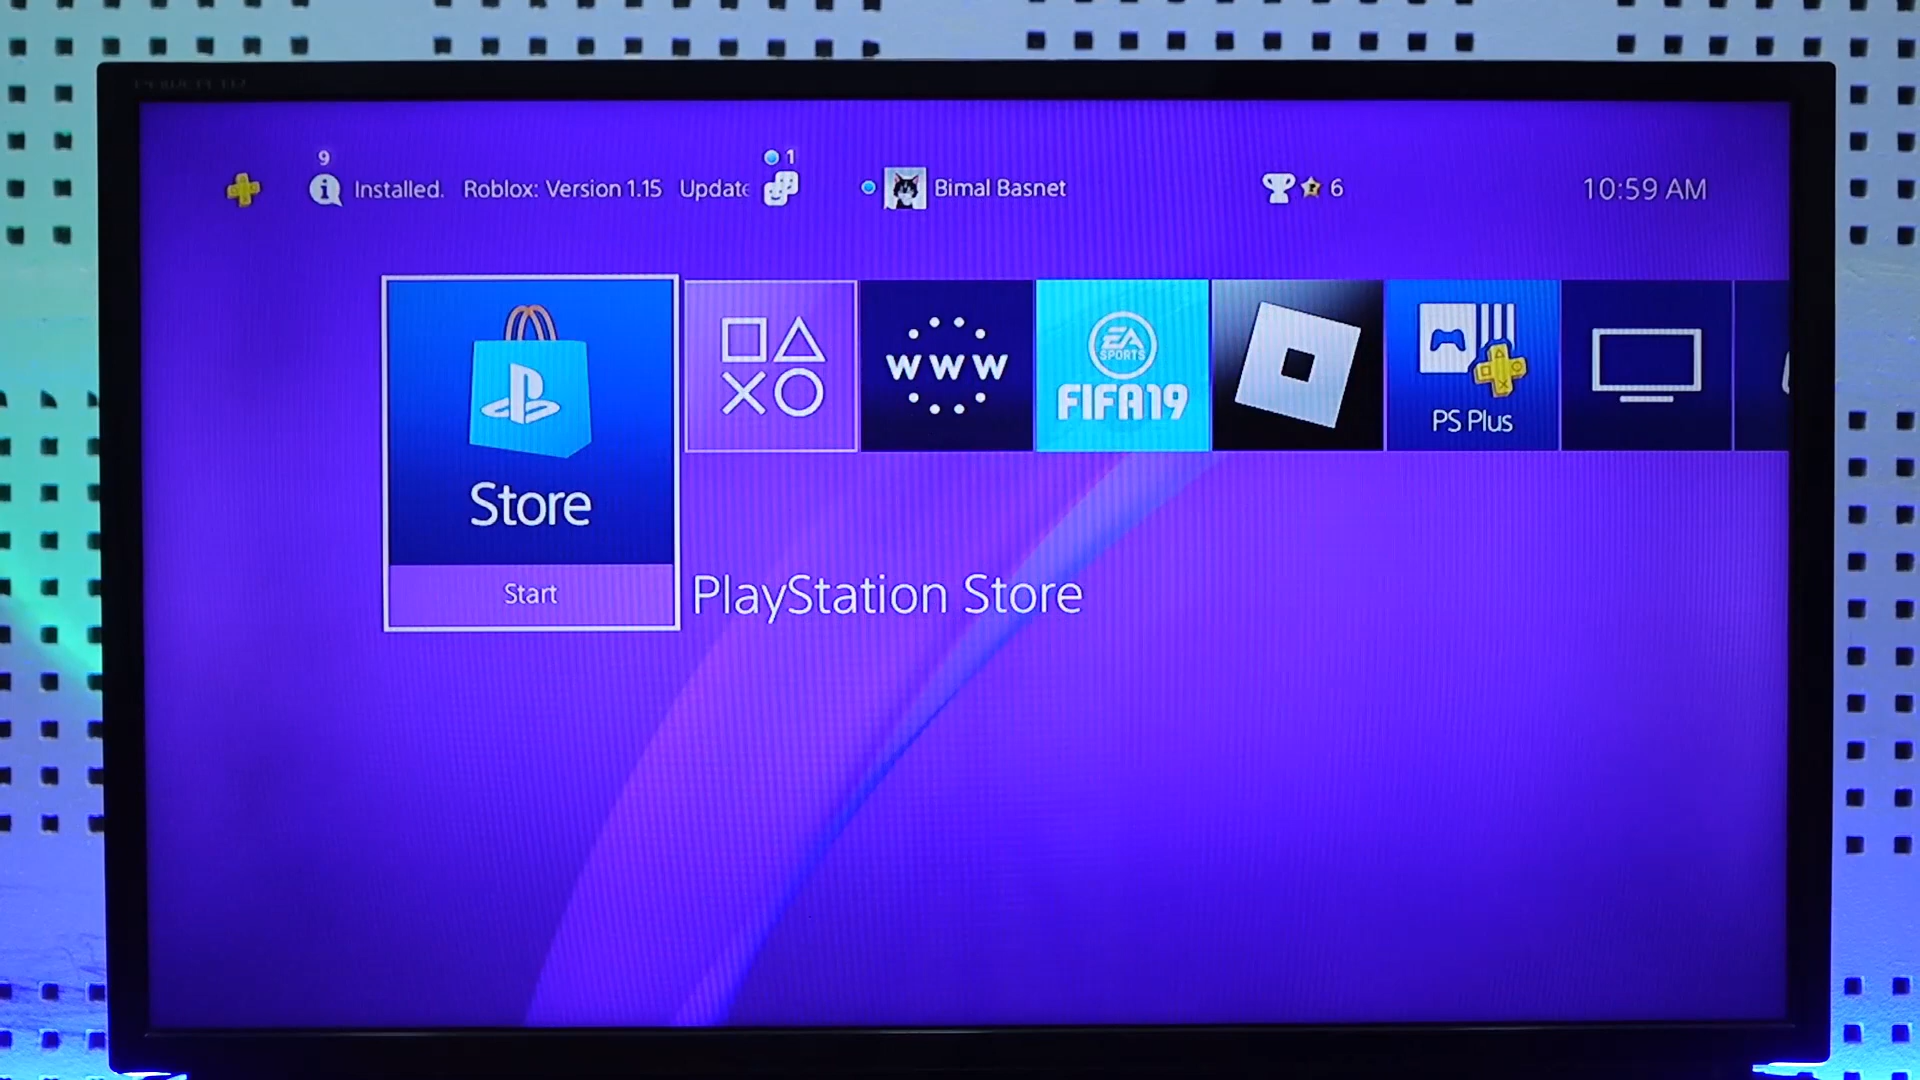 9
Installed. Roblox: Version 1.15 Update
1
Bimal Basnet
6
10:59 AM
Store
Start
WWW
EA SPORTS
FIFA19
PS Plus
PlayStation Store